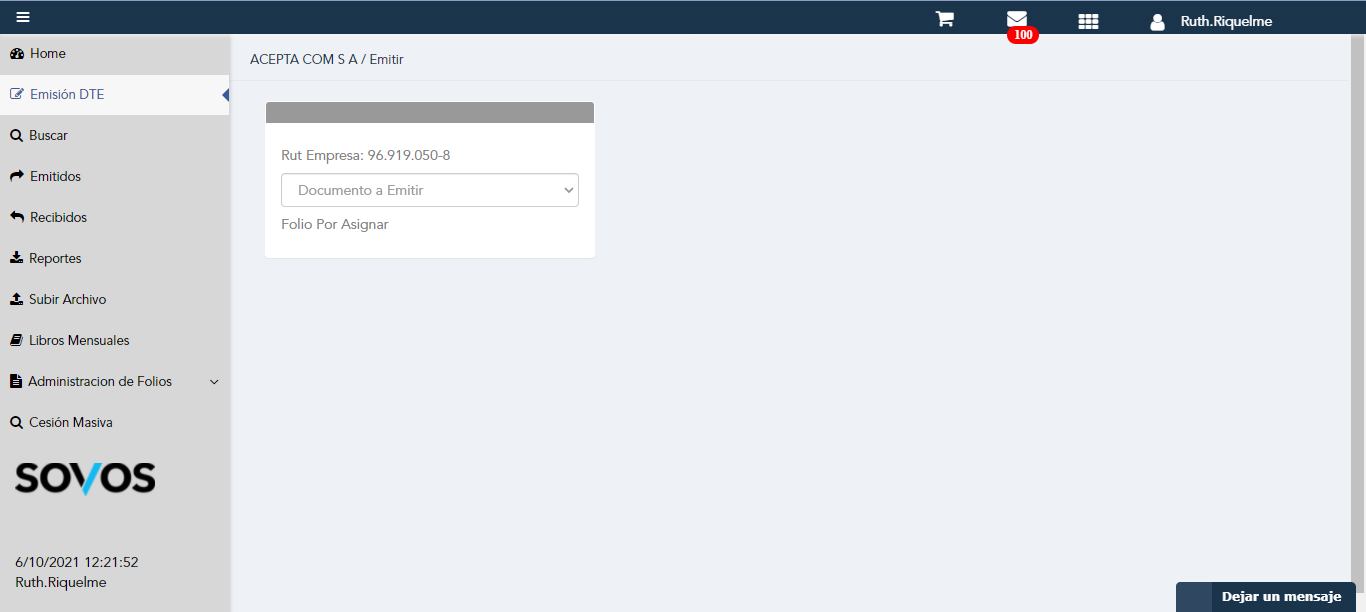 100
Ruth.Riquelme
Home
Emisión DTE
Buscar
Emitidos
Recibidos
Reportes
Subir Archivo
Libros Mensuales
Administracion de Folios
Cesión Masiva
SOVOS
6/10/2021 12:21:52
Ruth.Riquelme
ACEPTA COM S A / Emitir
Rut Empresa: 96.919.050-8
Documento a Emitir
Folio Por Asignar
Dejar un mensaje